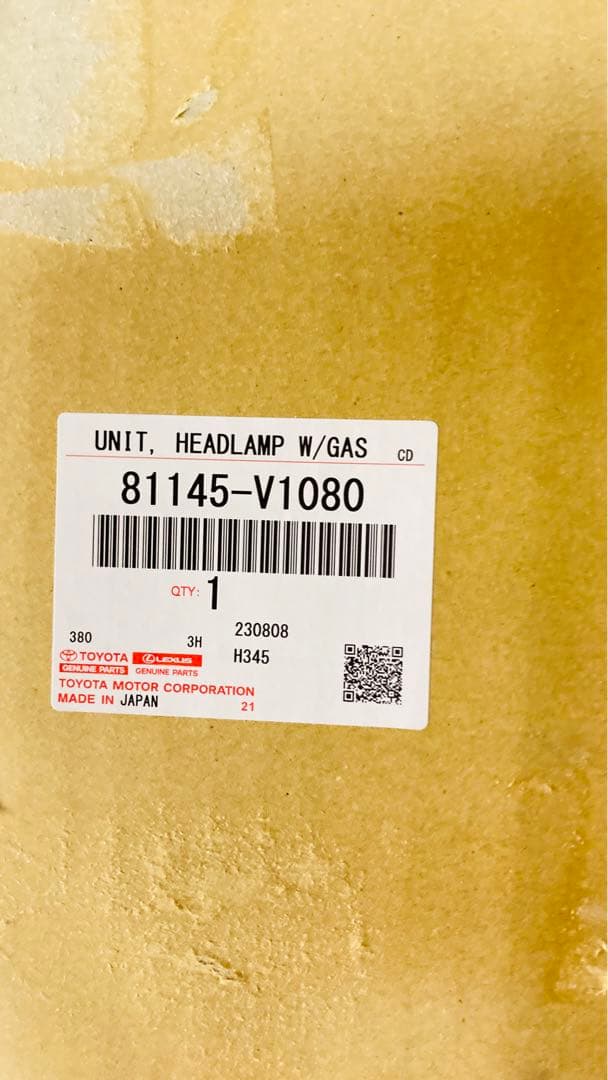 UNIT, HEADLAMP W/GAS CD
81145-V1080
QTY: 1
230808
380 3H
H345
TOYOTA LEXUS
GENUINE PARTS GENUINE PARTS
TOYOTA MOTOR CORPORATION
MADE IN JAPAN 21